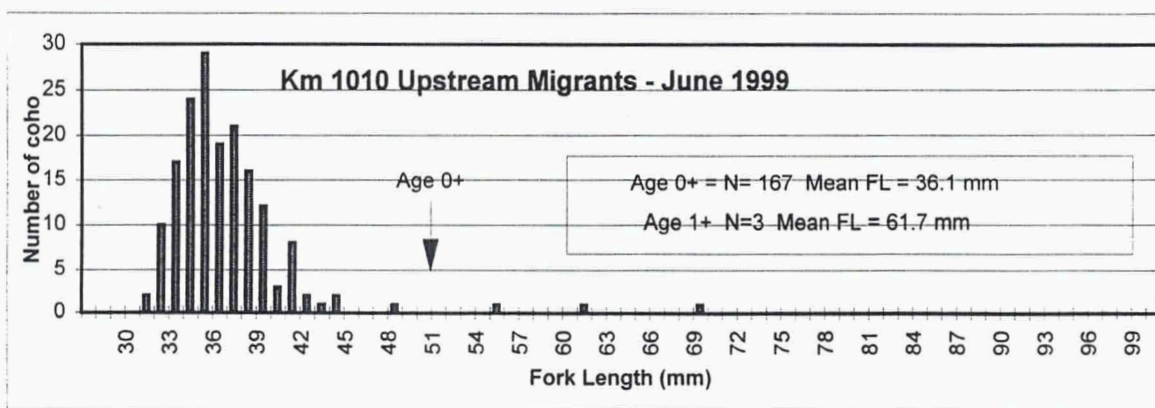 Km 1010 Upstream Migrants - June 1999
Number of coho
30
25
20
15
10
5
0
Age 0+
Age 0+ = N= 167 Mean FL = 36.1 mm
Age 1+ N=3 Mean FL = 61.7 mm
30 33 36 39 42 45 48 51 54 57 60 63 66 69 72 75 78 81 84 87 90 93 96 99
Fork Length (mm)